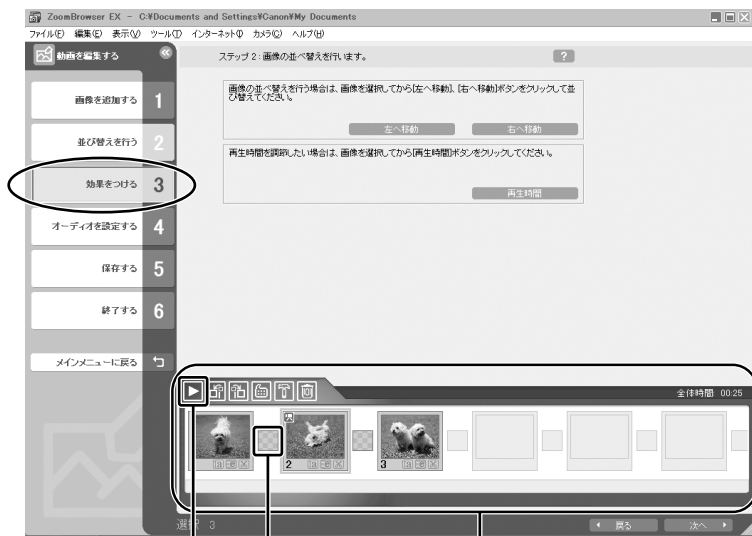 ZoomBrowser EX - C:¥Documents and Settings¥Canon¥My Documents
ファイル(F) 編集(E) 表示(V) ツール(T) インターネット(I) カメラ(C) ヘルプ(H)
動画を編集する
ステップ 2 : 画像の並べ替えを行います。
?
画像を追加する 1
並び替えを行う 2
効果をつける 3
オーディオを設定する 4
保存する 5
終了する 6
メインメニューに戻る
画像の並べ替えを行う場合は、画像を選択してから[左へ移動]、[右へ移動]ボタンをクリックして並
び替えてください。
左へ移動 右へ移動
再生時間を調節したい場合は、画像を選択してから[再生時間]ボタンをクリックしてください。
再生時間
全体時間 00:25
2 3
選択 3
戻る 次へ